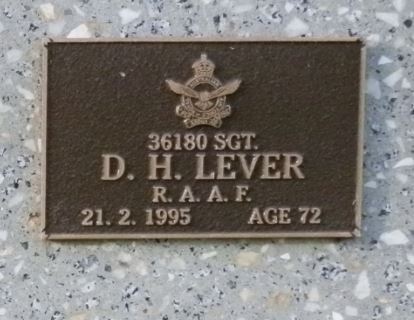 36180 SGT.
D. H. LEVER
R. A. A. F.
21. 2. 1995 AGE 72